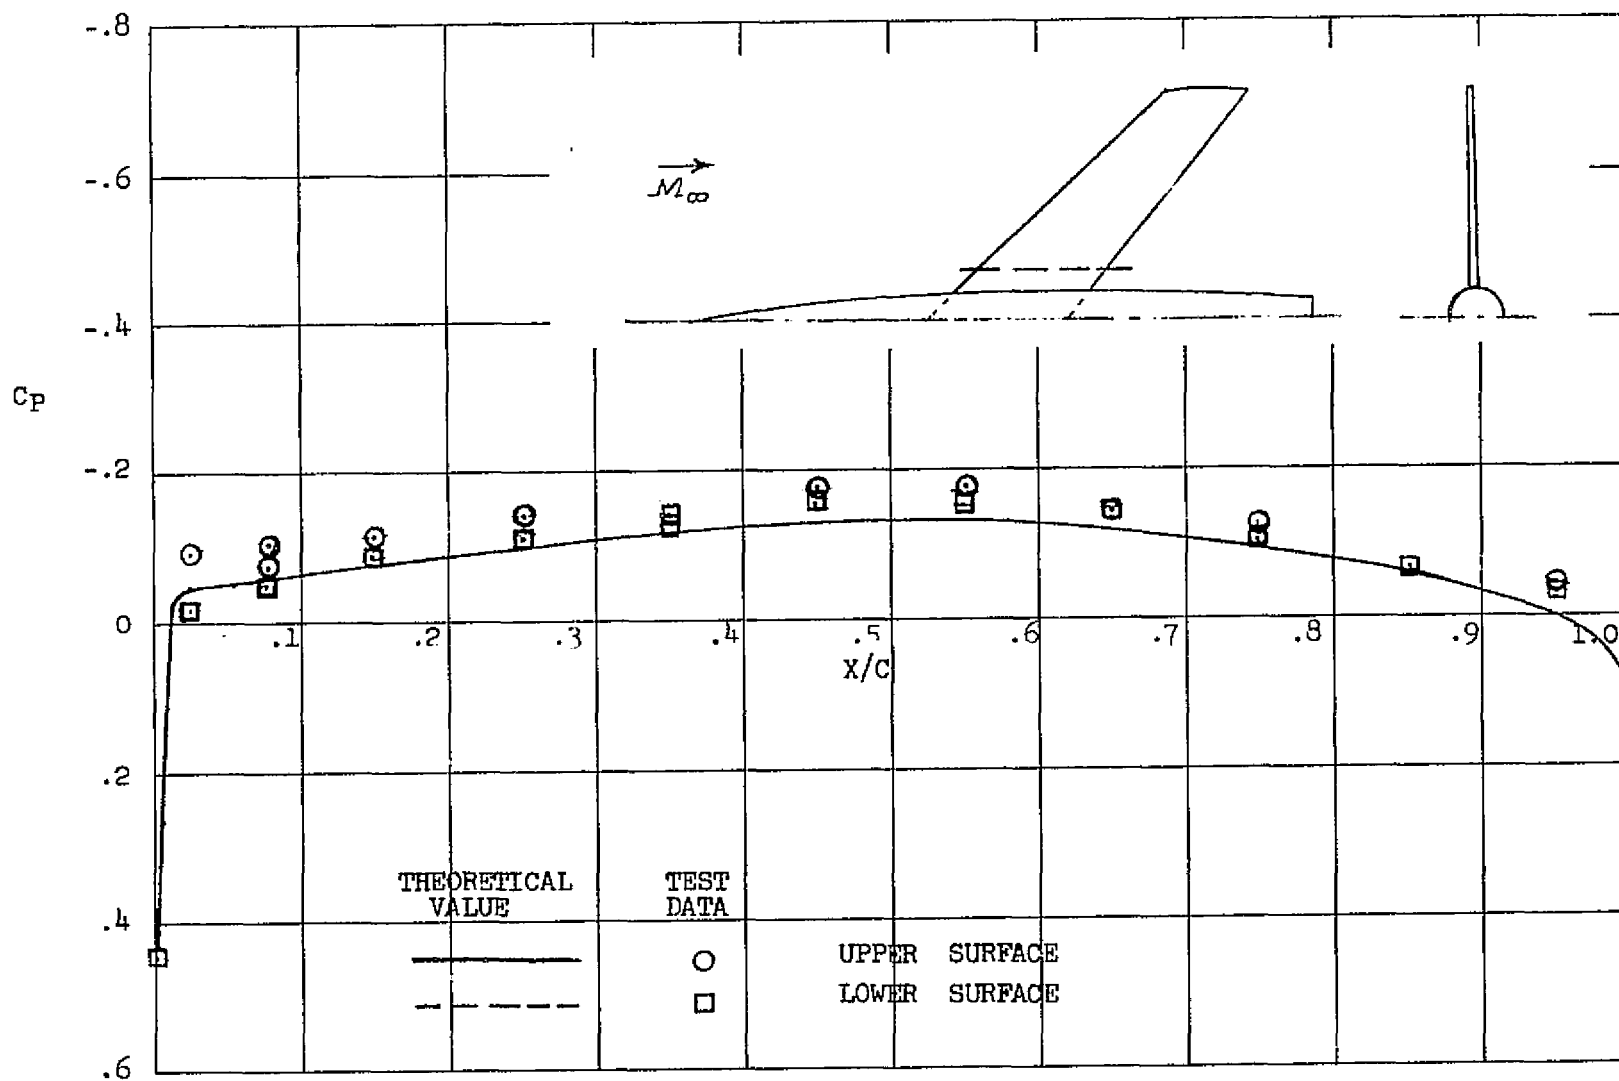 -.8
-.6
M∞
-.4
CP
-.2
0 .1 .2 .3 .4 .5 .6 .7 .8 .9 1.0
X/C
.2
THEORETICAL TEST
VALUE DATA
.4
UPPER SURFACE
LOWER SURFACE
.6